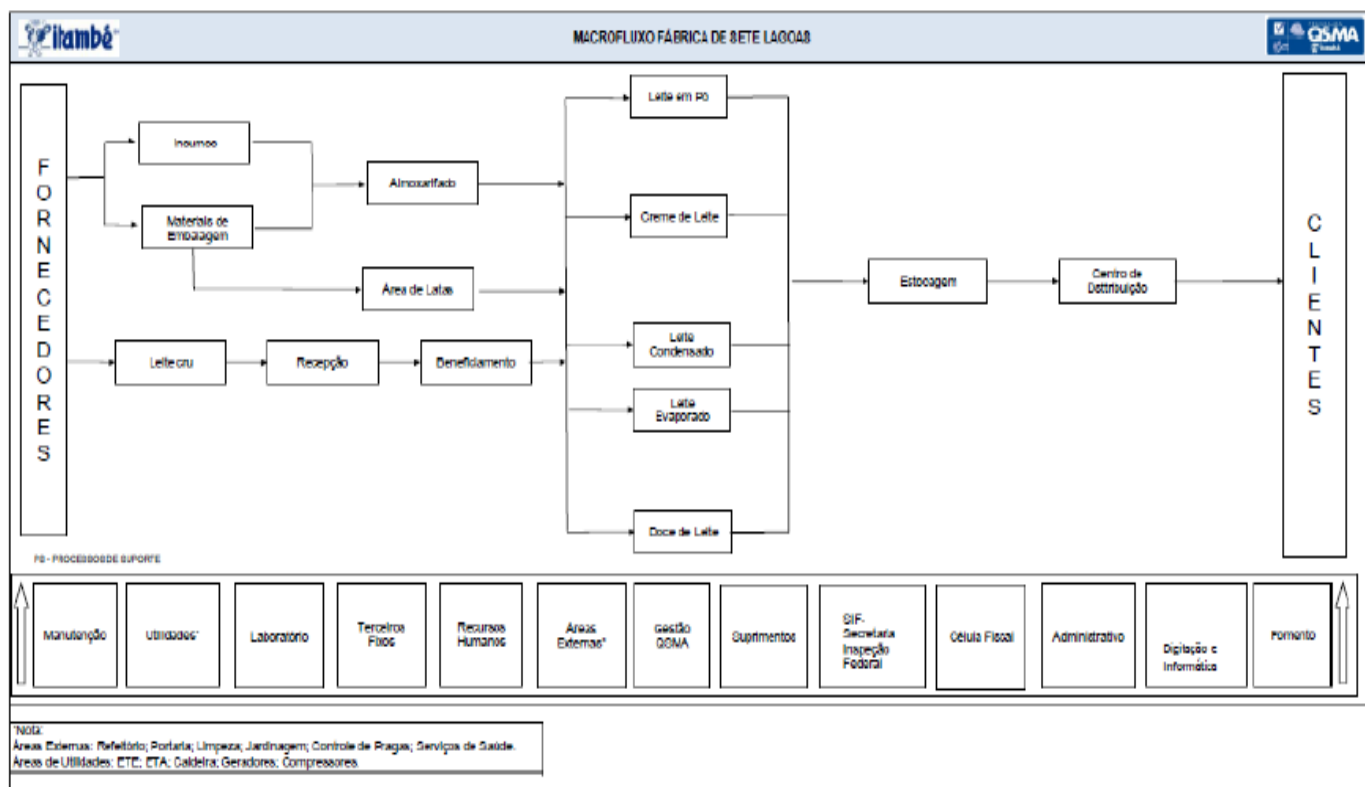 itambé
MACROFLUXO FÁBRICA DE SETE LAGOAS
QSMA
FORNECEDORES
Insumos
Materiais de
Embalagem
Almoxarifado
Área de Latas
Leite cru
Recepção
Beneficiamento
Leite em Pó
Creme de Leite
Leite
Condensado
Leite
Evaporado
Doce de Leite
Estocagem
Centro de
Distribuição
CLIENTES
PS - PROCESSOS DE SUPORTE
Manutenção
Utilidades*
Laboratório
Terceiros
Fixos
Recursos
Humanos
Áreas
Externas*
Gestão
QSMA
Suprimentos
SIF-
Secretaria
Inspeção
Federal
Célula Fiscal
Administrativo
Digitação e
Informática
Fomento
*Nota:
Áreas Externas: Refeitório; Portaria; Limpeza; Jardinagem; Controle de Pragas; Serviços de Saúde.
Áreas de Utilidades: ETE; ETA; Caldeira; Geradores; Compressores.